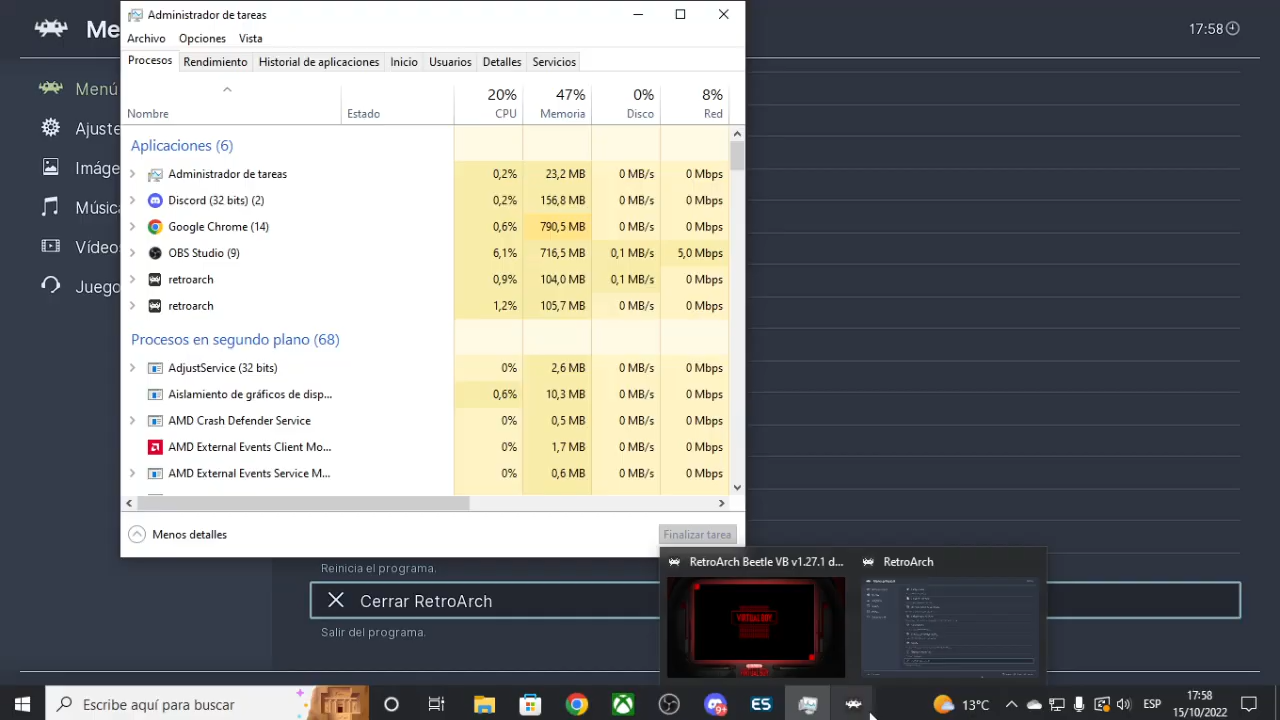 Administrador de tareas
Me
17:58
Archivo Opciones Vista
Procesos Rendimiento Historial de aplicaciones Inicio Usuarios Detalles Servicios
Menú
Ajuste
Imáge
Música
Vídeo
Juego
20% 47% 0% 8%
Nombre Estado CPU Memoria Disco Red
Aplicaciones (6)
Administrador de tareas 0,2% 23,2 MB 0 MB/s 0 Mbps
Discord (32 bits) (2) 0,2% 156,8 MB 0 MB/s 0 Mbps
Google Chrome (14) 0,6% 790,5 MB 0 MB/s 0 Mbps
OBS Studio (9) 6,1% 716,5 MB 0,1 MB/s 5,0 Mbps
retroarch 0,9% 104,0 MB 0,1 MB/s 0 Mbps
retroarch 1,2% 105,7 MB 0 MB/s 0 Mbps
Procesos en segundo plano (68)
AdjustService (32 bits) 0% 2,6 MB 0 MB/s 0 Mbps
Aislamiento de gráficos de disp... 0,6% 10,3 MB 0 MB/s 0 Mbps
AMD Crash Defender Service 0% 0,5 MB 0 MB/s 0 Mbps
AMD External Events Client Mo... 0% 1,7 MB 0 MB/s 0 Mbps
AMD External Events Service M... 0% 0,6 MB 0 MB/s 0 Mbps
Menos detalles Finalizar tarea
Reinicia el programa.
Cerrar RetroArch
Salir del programa.
RetroArch Beetle VB v1.27.1 d... RetroArch
VIRTUAL BOY
VIRTUAL BOY
Escribe aquí para buscar
ES
9+
13°C
ESP
17:58
15/10/2022